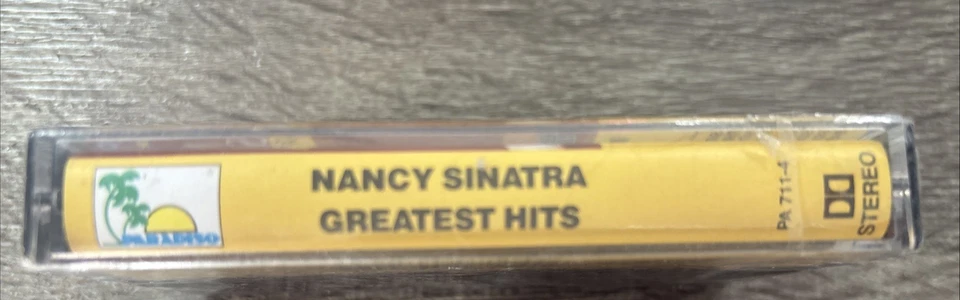 PARADISO
NANCY SINATRA
GREATEST HITS
PA 711-4
STEREO